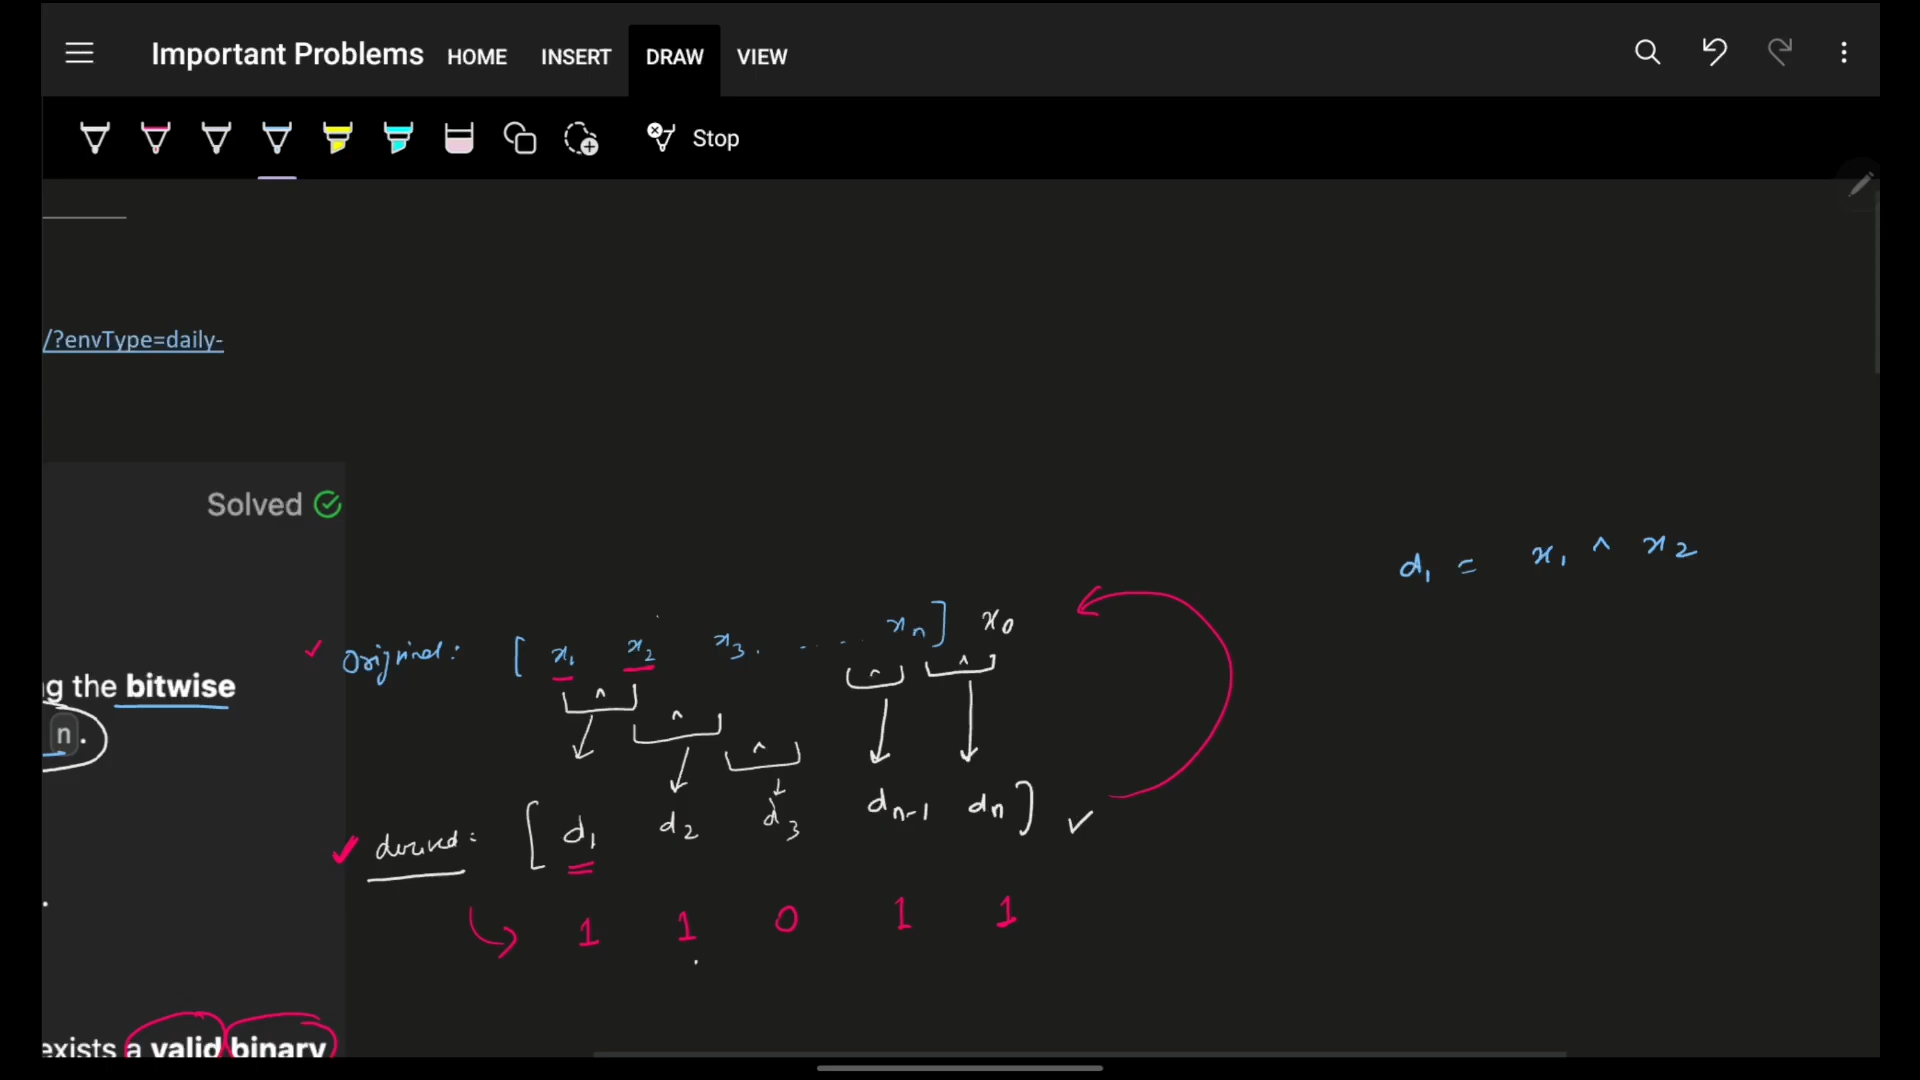 Important Problems HOME INSERT DRAW VIEW
Stop
/?envType=daily-
Solved
d1 = x1 ^ x2
original: [ x1 x2 x3. ..... xn] x0
^ ^
g the bitwise
^
^
n.
^
d1 d2 d3 dn-1 dn]
derived: [
1 1 0 1 1
exists a valid binary